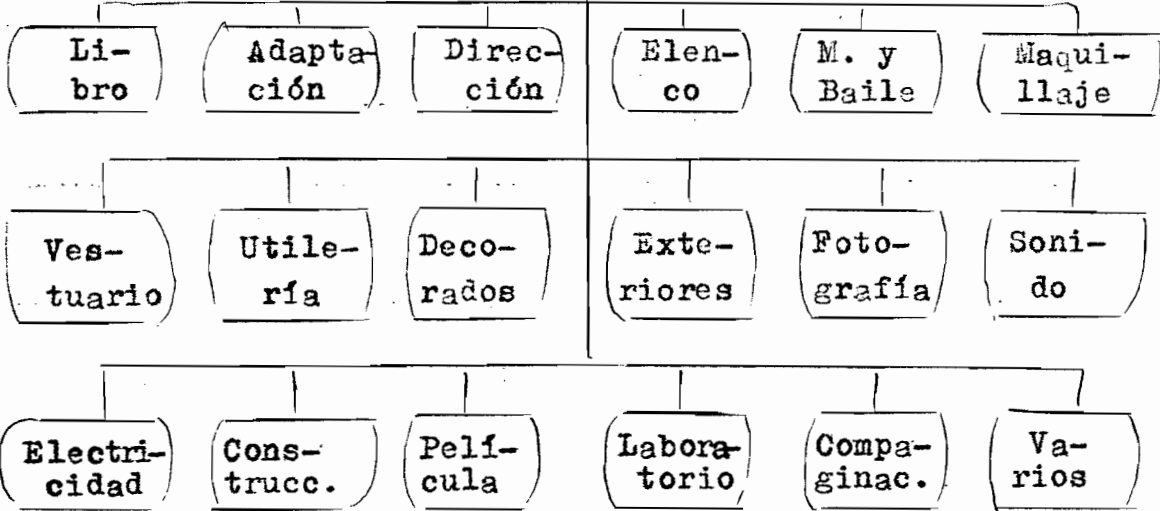 Li-
bro
Adapta-
ción
Direc-
ción
Elen-
co
M. y
Baile
Maqui-
llaje
Ves-
tuario
Utile-
ría
Deco-
rados
Exte-
riores
Foto-
grafía
Soni-
do
Electri-
cidad
Cons-
trucc.
Pelí-
cula
Labora-
torio
Compa-
ginac.
Va-
rios